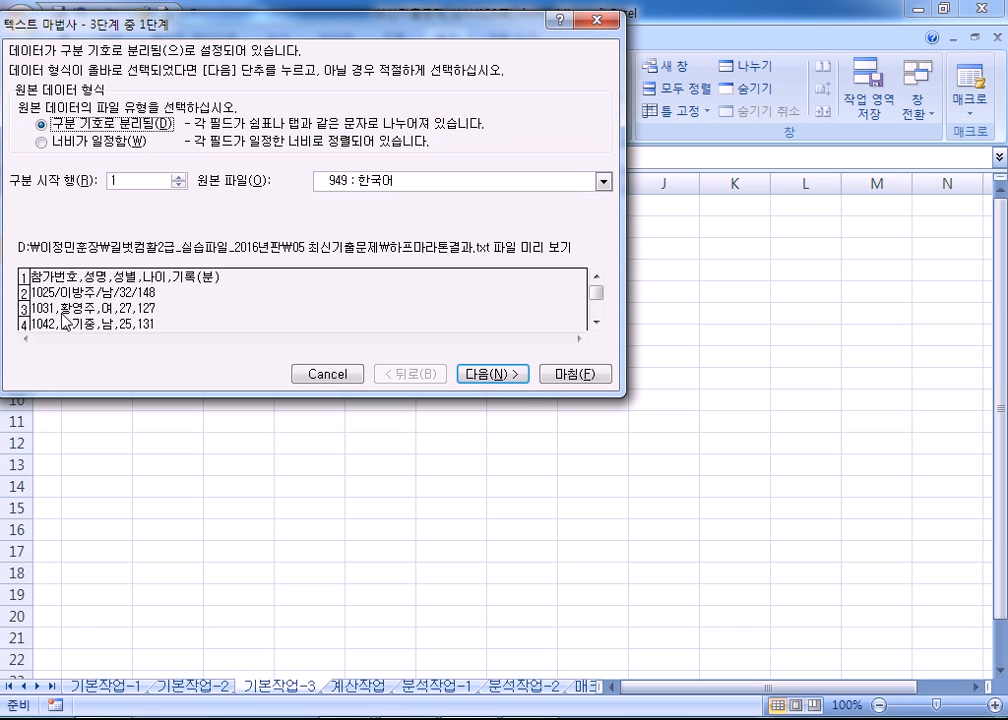 Excel
텍스트 마법사 - 3단계 중 1단계
데이터가 구분 기호로 분리됨(으)로 설정되어 있습니다.
데이터 형식이 올바로 선택되었다면 [다음] 단추를 누르고, 아닐 경우 적절하게 선택하십시오.
원본 데이터 형식
원본 데이터의 파일 유형을 선택하십시오.
구분 기호로 분리됨(D) - 각 필드가 쉼표나 탭과 같은 문자로 나누어져 있습니다.
너비가 일정함(W) - 각 필드가 일정한 너비로 정렬되어 있습니다.
구분 시작 행(R): 1 원본 파일(O): 949 : 한국어
D:\이정민훈장\길벗컴활2급_실습파일_2016년판\05 최신기출문제\하프마라톤결과.txt 파일 미리 보기
1 참가번호,성명,성별,나이,기록(분)
2 1025/이방주/남/32/148
3 1031,황영주,여,27,127
4 1042, 기중,남,25,131
Cancel < 뒤로(B) 다음(N) > 마침(F)
새 창 나누기
모두 정렬 숨기기
틀 고정 숨기기 취소
작업 영역 저장
창 전환
매크로
창 매크로
J K L M N
10
11
12
13
14
15
16
17
18
19
20
21
22
23
기본작업-1 기본작업-2 기본작업-3 계산작업 분석작업-1 분석작업-2 매크
준비 100%